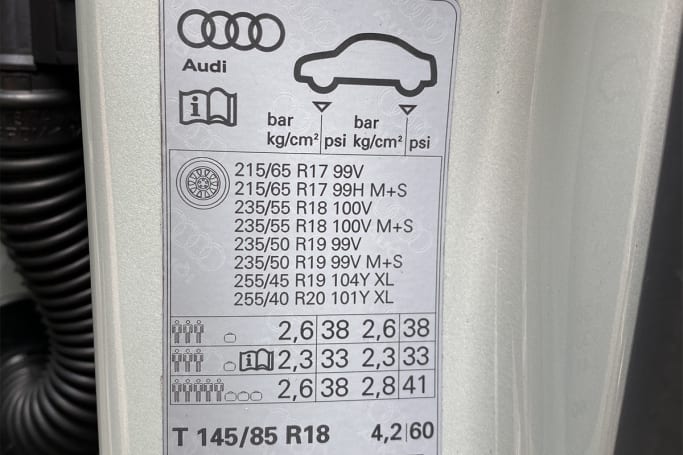 Audi
i
bar bar
kg/cm² psi kg/cm² psi
215/65 R17 99V
215/65 R17 99H M+S
235/55 R18 100V
235/55 R18 100V M+S
235/50 R19 99V
235/50 R19 99V M+S
255/45 R19 104Y XL
255/40 R20 101Y XL
2,6 38 2,6 38
i 2,3 33 2,3 33
2,6 38 2,8 41
T 145/85 R18 4,2 60